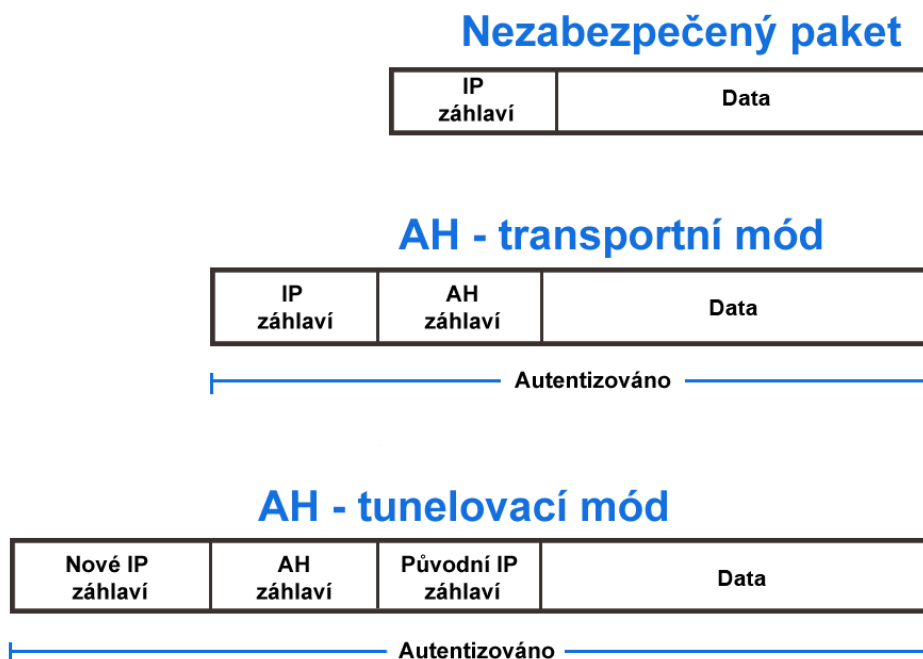 Nezabezpečený paket
IP
záhlaví
Data
AH - transportní mód
IP
záhlaví
AH
záhlaví
Data
Autentizováno
AH - tunelovací mód
Nové IP
záhlaví
AH
záhlaví
Původní IP
záhlaví
Data
Autentizováno